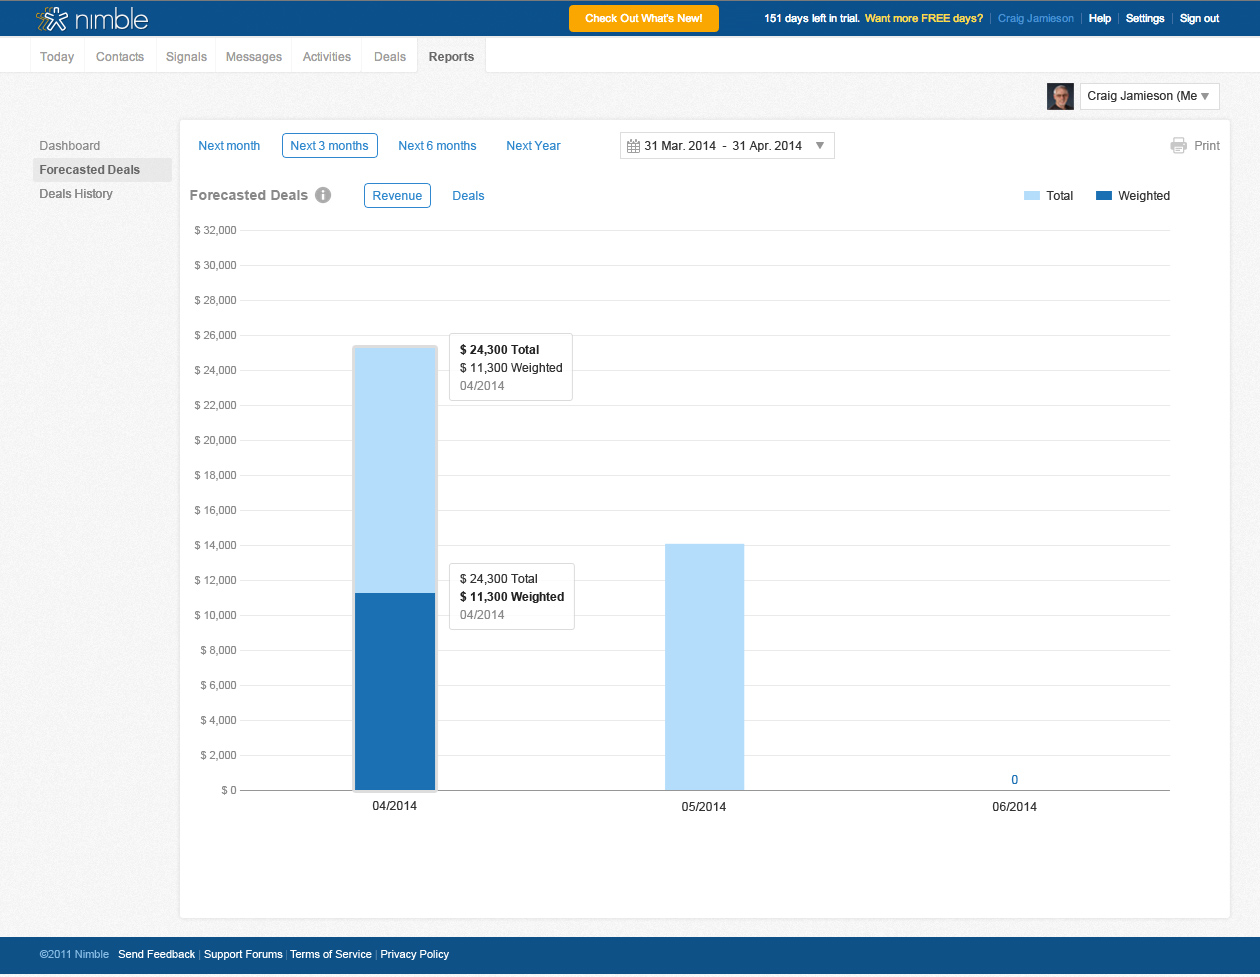 nimble
Check Out What's New!
151 days left in trial. Want more FREE days? Craig Jamieson Help Settings Sign out
Today Contacts Signals Messages Activities Deals Reports
Craig Jamieson (Me
Dashboard
Forecasted Deals
Deals History
Next month Next 3 months Next 6 months Next Year 31 Mar. 2014 - 31 Apr. 2014 Print
Forecasted Deals Revenue Deals Total Weighted
$ 32,000
$ 30,000
$ 28,000
$ 26,000
$ 24,000
$ 22,000
$ 20,000
$ 18,000
$ 16,000
$ 14,000
$ 12,000
$ 10,000
$ 8,000
$ 6,000
$ 4,000
$ 2,000
$ 0
$ 24,300 Total
$ 11,300 Weighted
04/2014
$ 24,300 Total
$ 11,300 Weighted
04/2014
0
04/2014 05/2014 06/2014
©2011 Nimble Send Feedback | Support Forums | Terms of Service | Privacy Policy